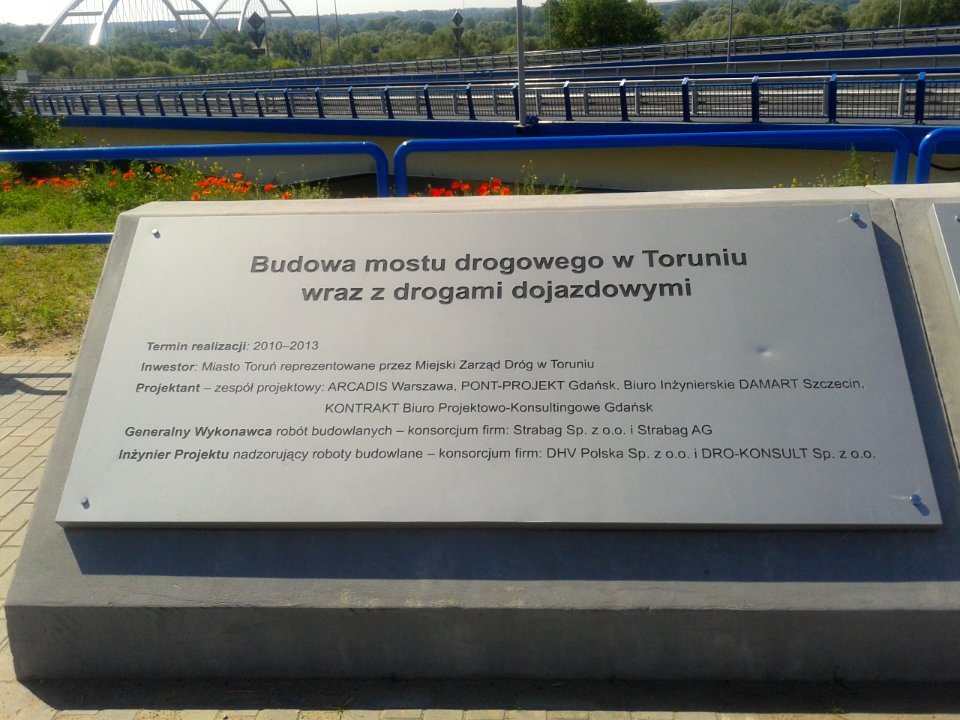 Budowa mostu drogowego w Toruniu
wraz z drogami dojazdowymi
Termin realizacji: 2010–2013
Inwestor: Miasto Toruń reprezentowane przez Miejski Zarząd Dróg w Toruniu
Projektant – zespół projektowy: ARCADIS Warszawa, PONT-PROJEKT Gdańsk, Biuro Inżynierskie DAMART Szczecin,
KONTRAKT Biuro Projektowo-Konsultingowe Gdańsk
Generalny Wykonawca robót budowlanych – konsorcjum firm: Strabag Sp. z o.o. i Strabag AG
Inżynier Projektu nadzorujący roboty budowlane – konsorcjum firm: DHV Polska Sp. z o.o. i DRO-KONSULT Sp. z o.o.